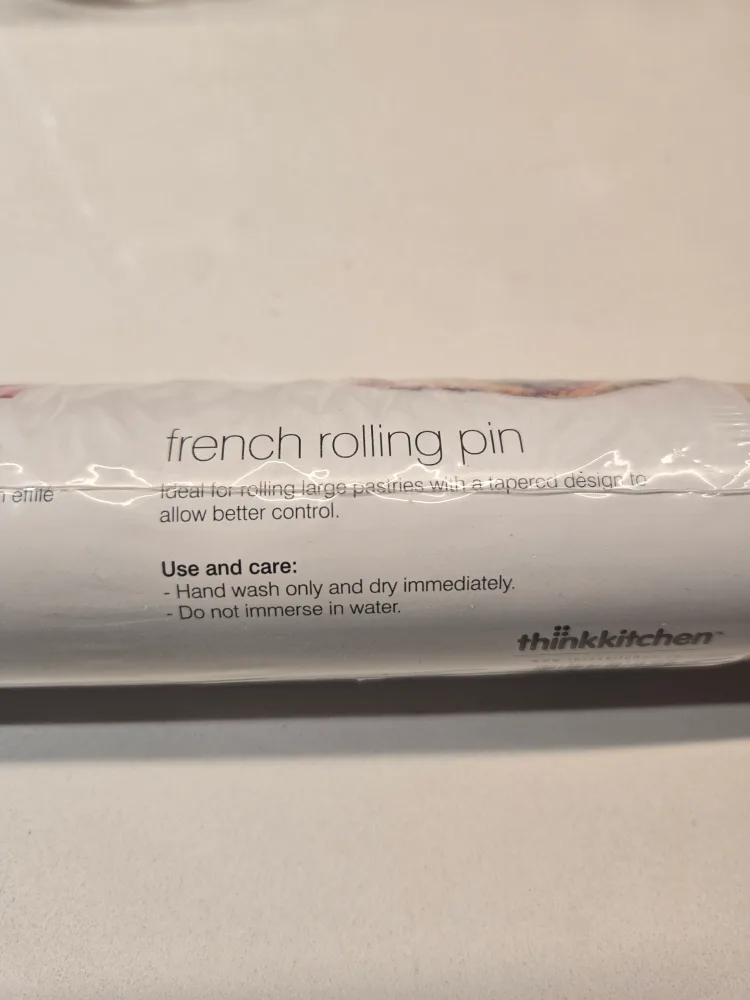 french rolling pin
effilé
Ideal for rolling large pastries with a tapered design to
allow better control.
Use and care:
- Hand wash only and dry immediately.
- Do not immerse in water.
thinkkitchen